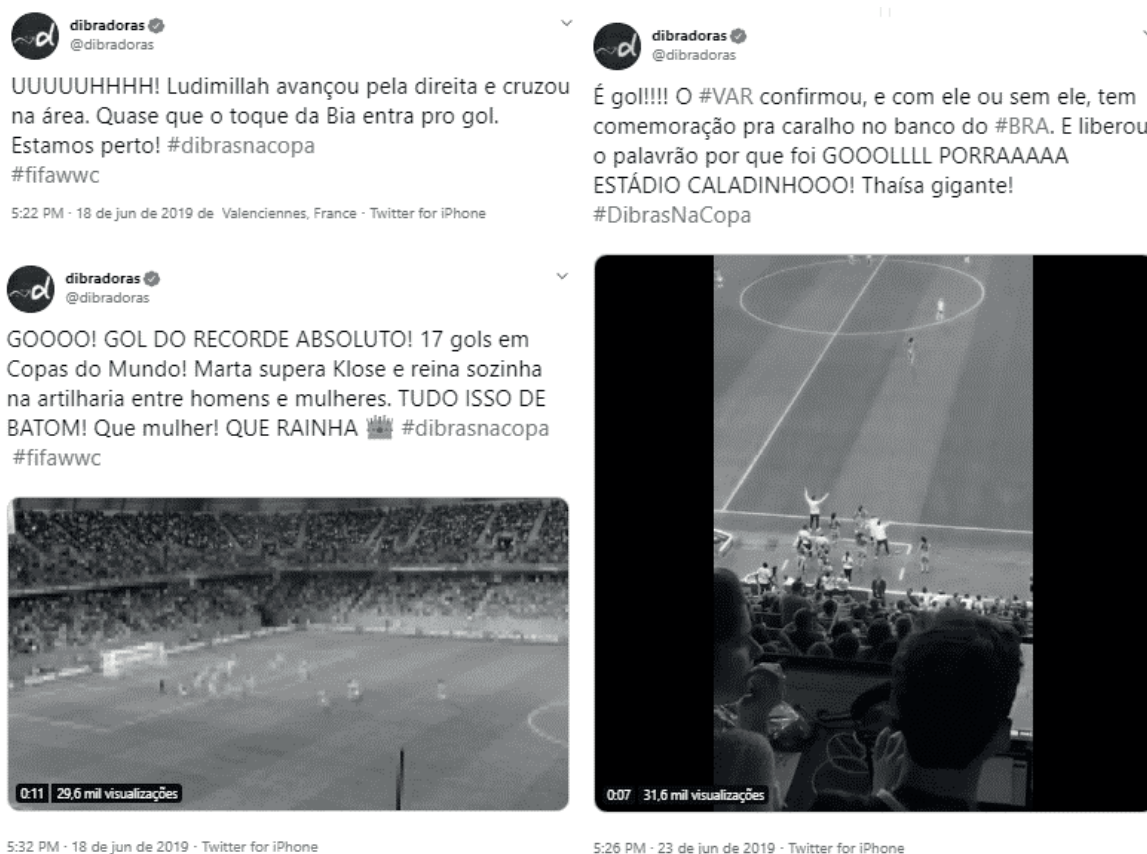 dibradoras
@dibradoras
UUUUUHHHH! Ludimillah avançou pela direita e cruzou
na área. Quase que o toque da Bia entra pro gol.
Estamos perto! #dibrasnacopa
#fifawwc
5:22 PM · 18 de jun de 2019 de Valenciennes, France · Twitter for iPhone
dibradoras
@dibradoras
GOOOO! GOL DO RECORDE ABSOLUTO! 17 gols em
Copas do Mundo! Marta supera Klose e reina sozinha
na artilharia entre homens e mulheres. TUDO ISSO DE
BATOM! Que mulher! QUE RAINHA 👑 #dibrasnacopa
#fifawwc
0:11 29,6 mil visualizações
5:32 PM · 18 de jun de 2019 · Twitter for iPhone
dibradoras
@dibradoras
É gol!!!! O #VAR confirmou, e com ele ou sem ele, tem
comemoração pra caralho no banco do #BRA. E liberou
o palavrão por que foi GOOOLLLL PORRAAAAA
ESTÁDIO CALADINHOOO! Thaísa gigante!
#DibrasNaCopa
0:07 31,6 mil visualizações
5:26 PM · 23 de jun de 2019 · Twitter for iPhone